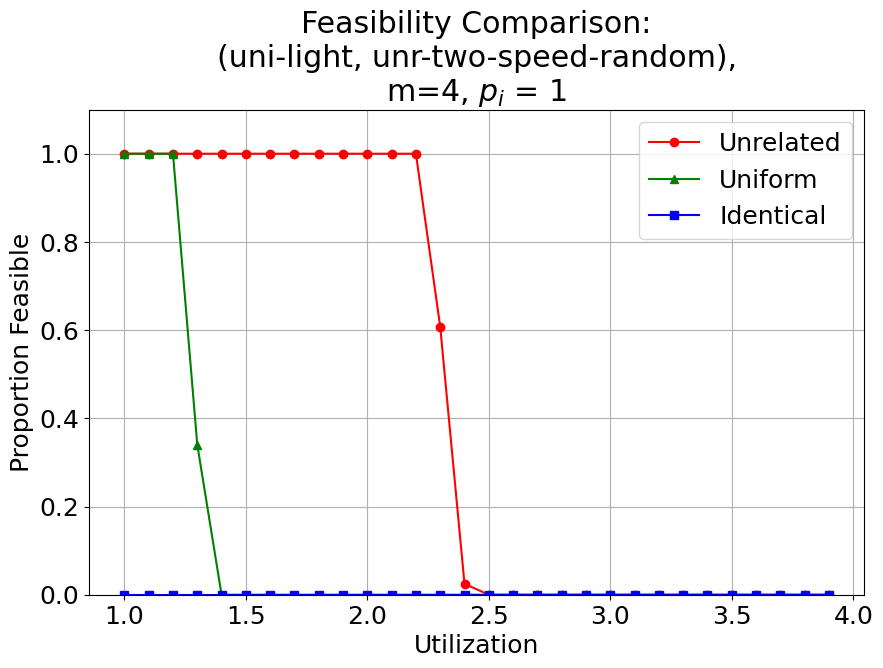 Feasibility Comparison:
(uni-light, unr-two-speed-random),
m=4, $p_i$ = 1
Unrelated
Uniform
Identical
Proportion Feasible
1.0
0.8
0.6
0.4
0.2
0.0
1.0 1.5 2.0 2.5 3.0 3.5 4.0
Utilization